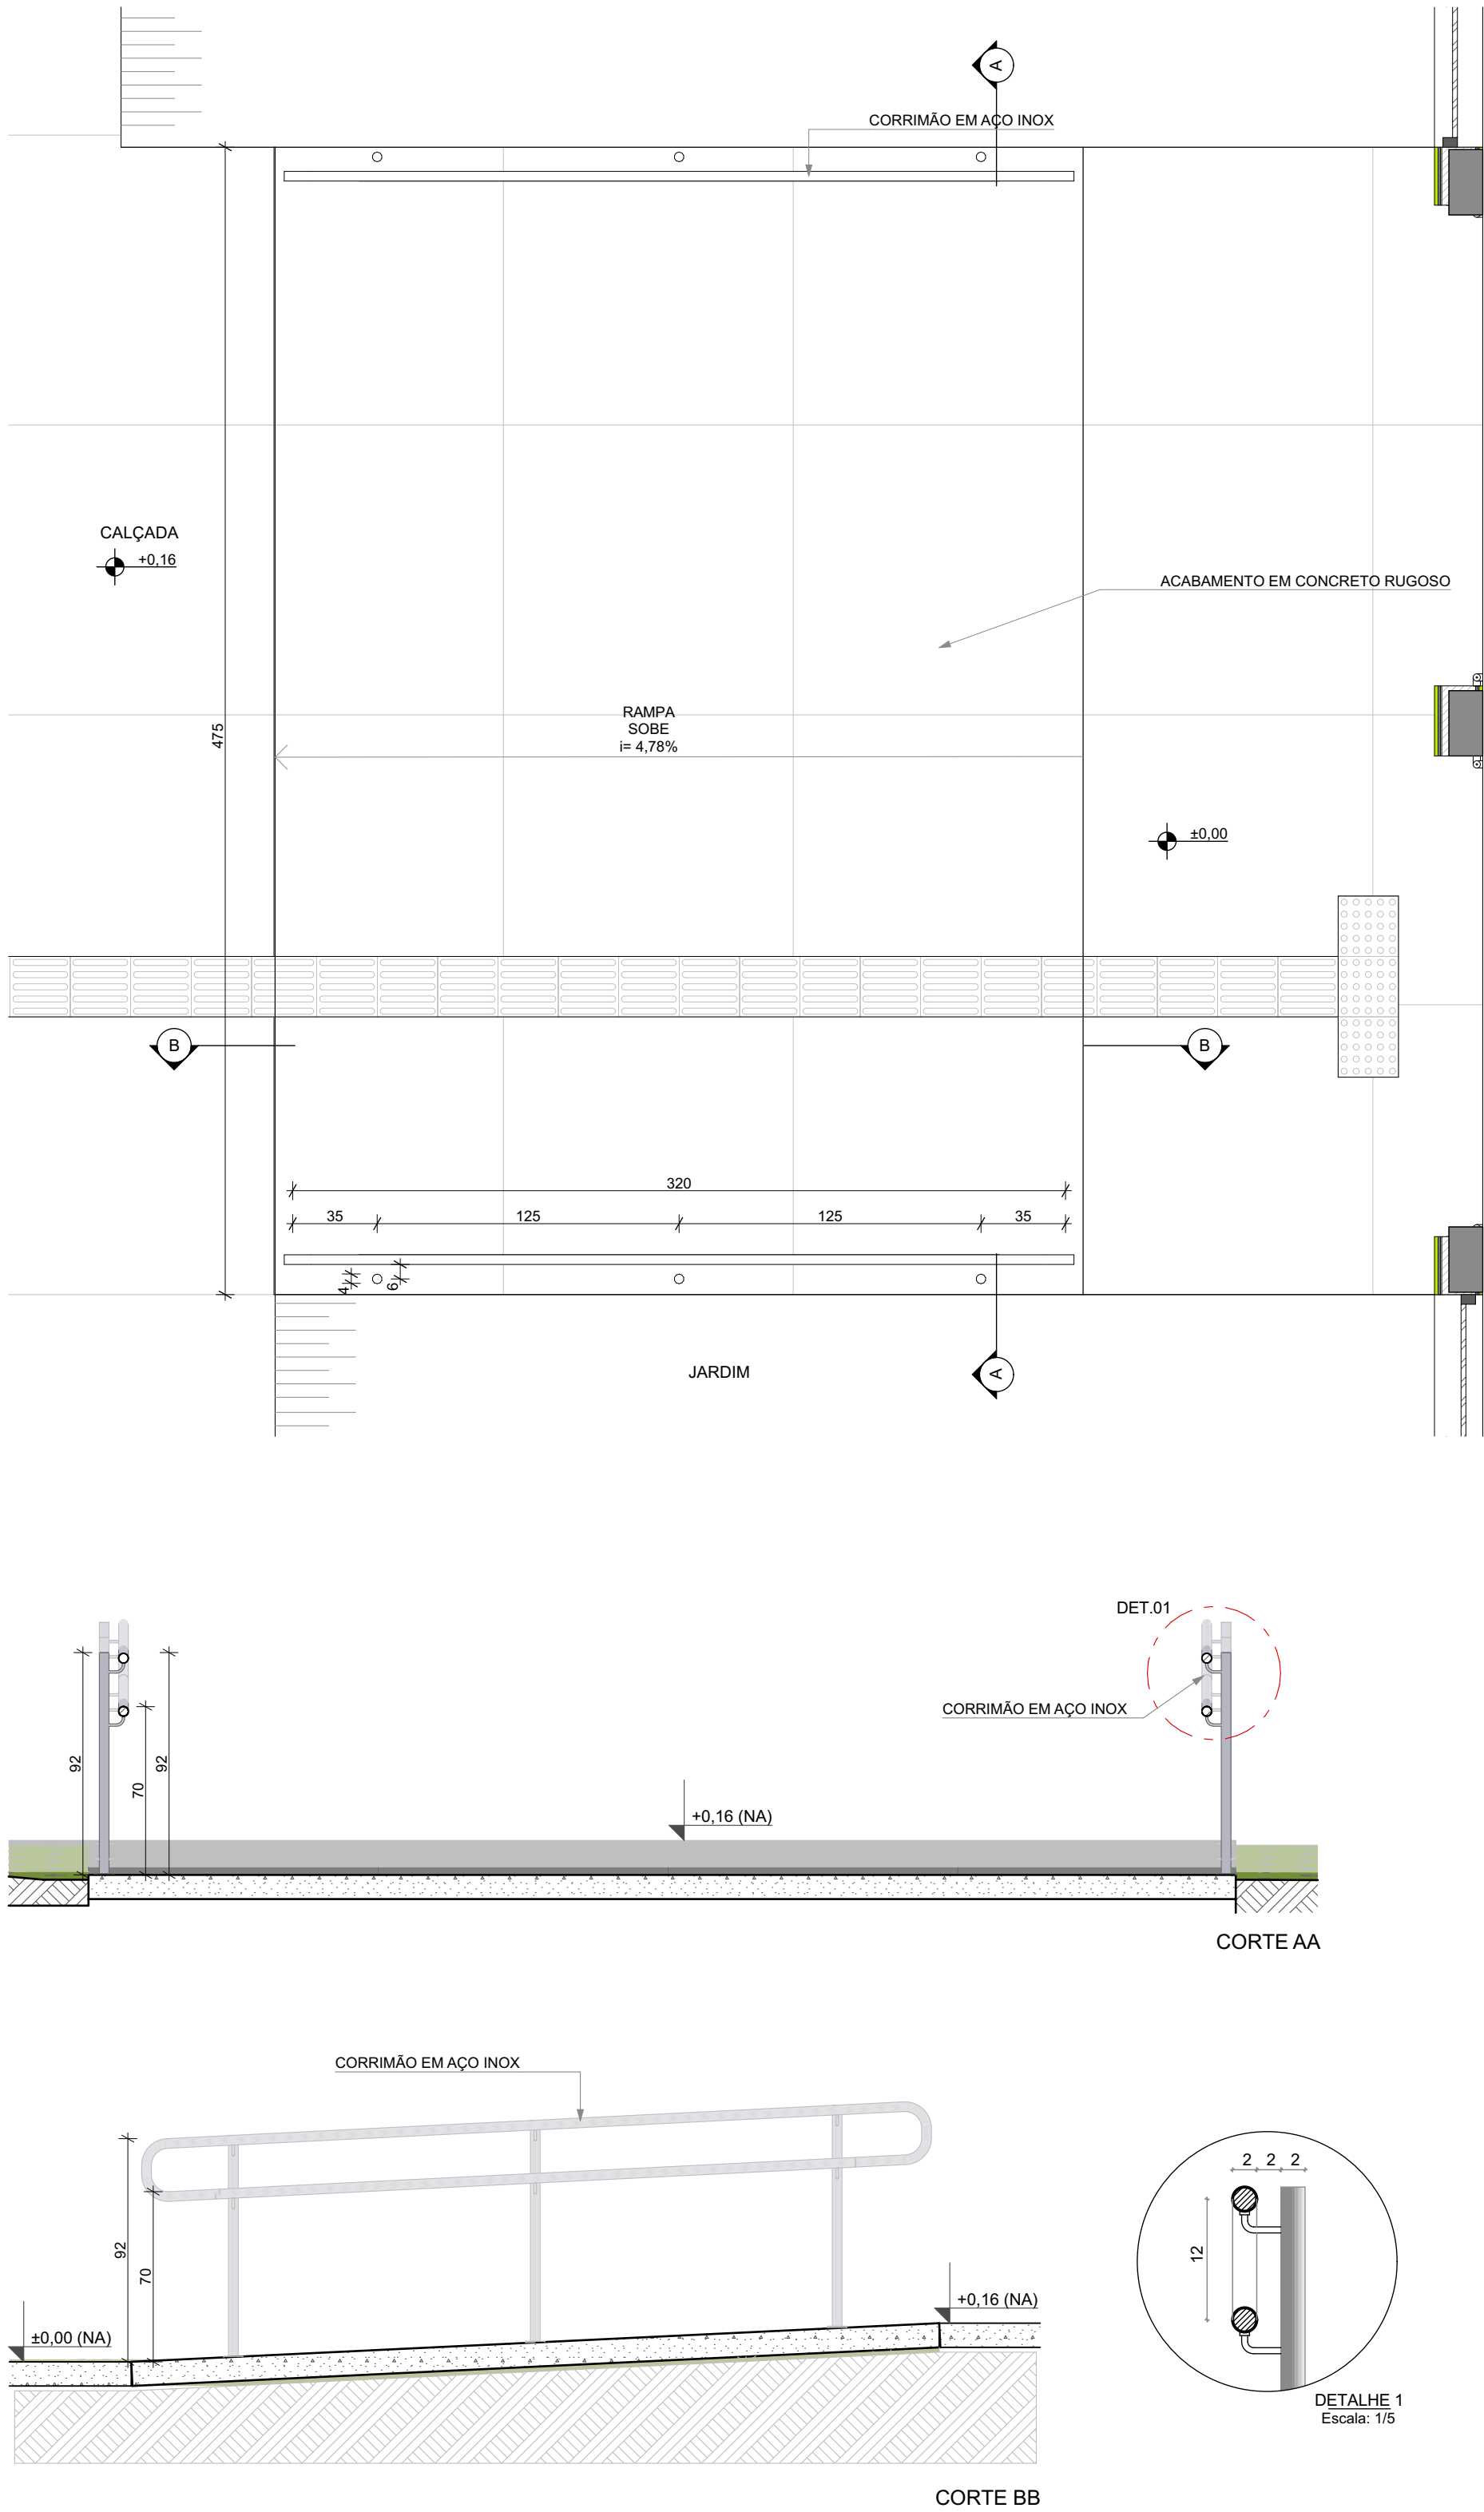 A
CORRIMÃO EM AÇO INOX
CALÇADA
+0,16
ACABAMENTO EM CONCRETO RUGOSO
475
RAMPA
SOBE
i= 4,78%
±0,00
B
B
320
35
125
125
35
4
6
JARDIM
A
DET.01
CORRIMÃO EM AÇO INOX
92
70
92
+0,16 (NA)
CORTE AA
CORRIMÃO EM AÇO INOX
92
70
±0,00 (NA)
+0,16 (NA)
2 2 2
12
DETALHE 1
Escala: 1/5
CORTE BB